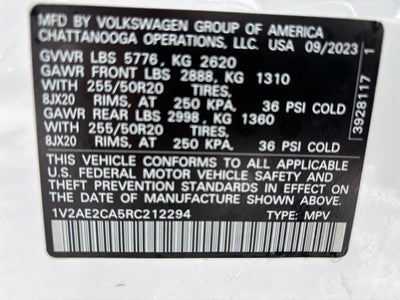 MFD BY VOLKSWAGEN GROUP OF AMERICA
CHATTANOOGA OPERATIONS, LLC. USA 09/2023
GVWR LBS 5776, KG 2620
GAWR FRONT LBS 2888, KG 1310
WITH 255/50R20 TIRES,
8JX20 RIMS, AT 250 KPA, 36 PSI COLD
GAWR REAR LBS 2998, KG 1360
WITH 255/50R20 TIRES,
8JX20 RIMS, AT 250 KPA, 36 PSI COLD
THIS VEHICLE CONFORMS TO ALL APPLICABLE
U.S. FEDERAL MOTOR VEHICLE SAFETY AND
THEFT PREVENTION STANDARDS IN EFFECT ON
THE DATE OF MANUFACTURE SHOWN ABOVE.
1V2AE2CA5RC212294 TYPE: MPV
3928117 1